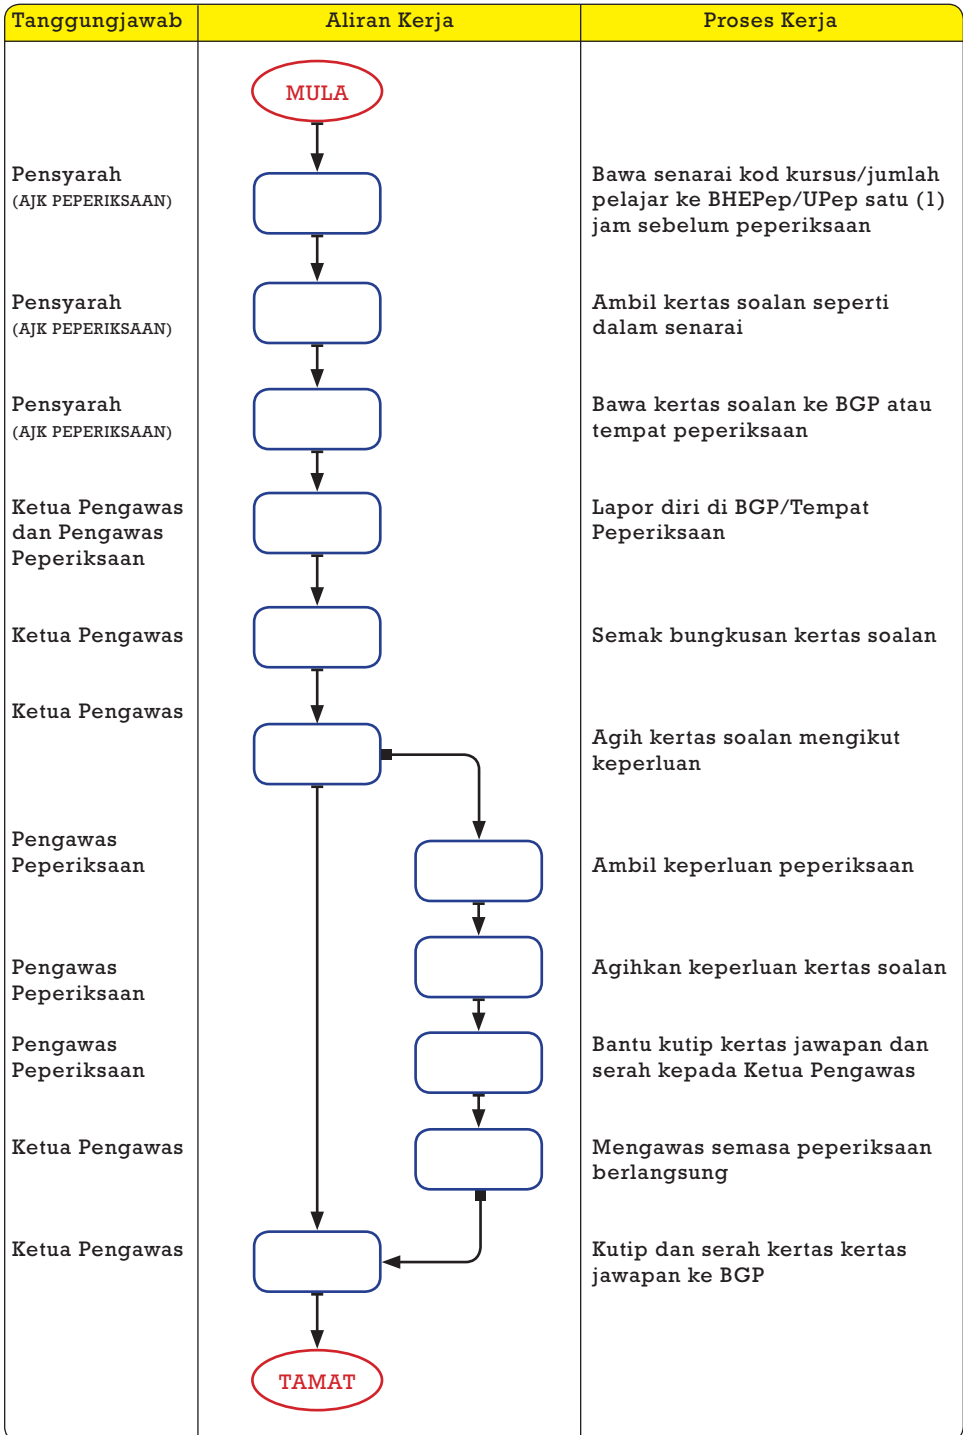 Tanggungjawab Aliran Kerja Proses Kerja
MULA
Pensyarah
(AJK PEPERIKSAAN)
Bawa senarai kod kursus/jumlah
pelajar ke BHEPep/UPep satu (1)
jam sebelum peperiksaan
Pensyarah
(AJK PEPERIKSAAN)
Ambil kertas soalan seperti
dalam senarai
Pensyarah
(AJK PEPERIKSAAN)
Bawa kertas soalan ke BGP atau
tempat peperiksaan
Ketua Pengawas
dan Pengawas
Peperiksaan
Lapor diri di BGP/Tempat
Peperiksaan
Ketua Pengawas
Semak bungkusan kertas soalan
Ketua Pengawas
Agih kertas soalan mengikut
keperluan
Pengawas
Peperiksaan
Ambil keperluan peperiksaan
Pengawas
Peperiksaan
Agihkan keperluan kertas soalan
Pengawas
Peperiksaan
Bantu kutip kertas jawapan dan
serah kepada Ketua Pengawas
Ketua Pengawas
Mengawas semasa peperiksaan
berlangsung
Ketua Pengawas
Kutip dan serah kertas kertas
jawapan ke BGP
TAMAT